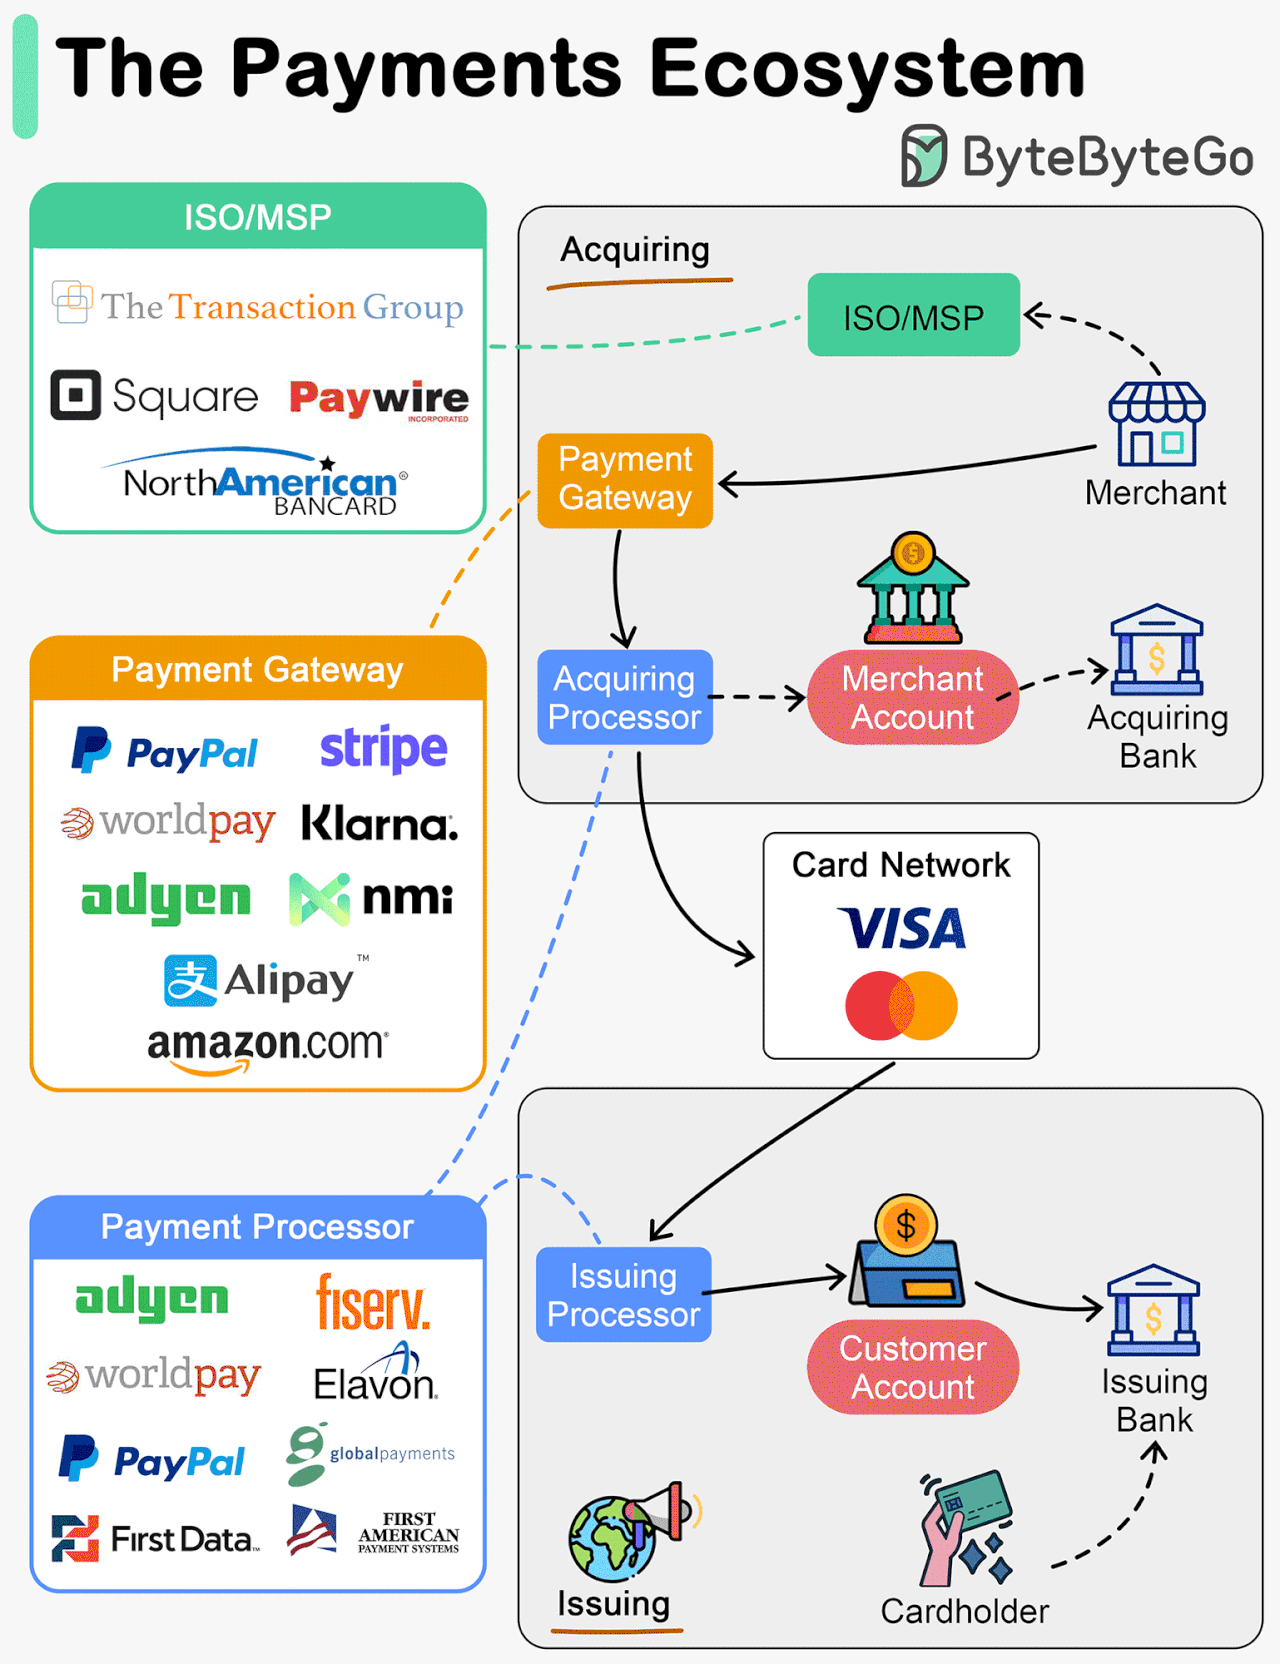 The Payments Ecosystem
ByteByteGo
ISO/MSP
The Transaction Group
Square
Paywire
INCORPORATED
NorthAmerican®
BANCARD
Acquiring
ISO/MSP
Merchant
Payment
Gateway
Acquiring
Processor
Merchant
Account
Acquiring
Bank
Payment Gateway
PayPal
stripe
worldpay
Klarna.
adyen
nmi
支 Alipay™
amazon.com®
Card Network
VISA
Payment Processor
adyen
fiserv.
worldpay
Elavon®
PayPal
globalpayments
First Data™
FIRST
AMERICAN
PAYMENT SYSTEMS
Issuing
Processor
$
Customer
Account
$
Issuing
Bank
Issuing
Cardholder